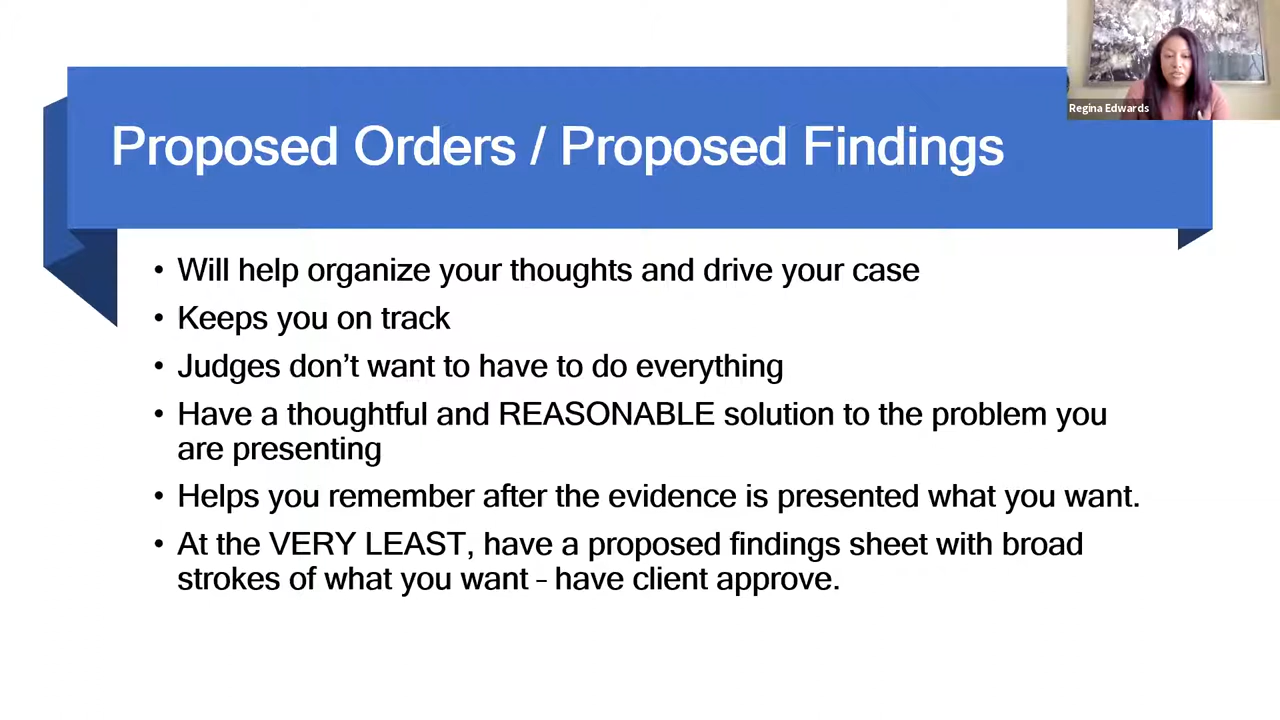 Regina Edwards
Proposed Orders / Proposed Findings
• Will help organize your thoughts and drive your case
• Keeps you on track
• Judges don’t want to have to do everything
• Have a thoughtful and REASONABLE solution to the problem you
are presenting
• Helps you remember after the evidence is presented what you want.
• At the VERY LEAST, have a proposed findings sheet with broad
strokes of what you want – have client approve.